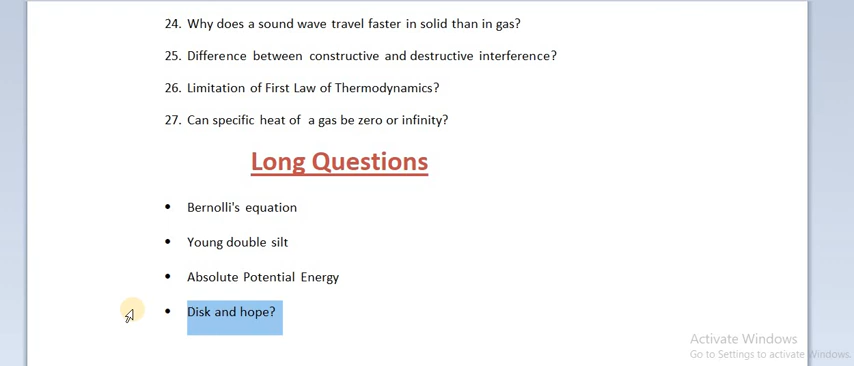 24. Why does a sound wave travel faster in solid than in gas?
25. Difference between constructive and destructive interference?
26. Limitation of First Law of Thermodynamics?
27. Can specific heat of a gas be zero or infinity?
Long Questions
• Bernolli's equation
• Young double silt
• Absolute Potential Energy
• Disk and hope?
Activate Windows
Go to Settings to activate Windows.